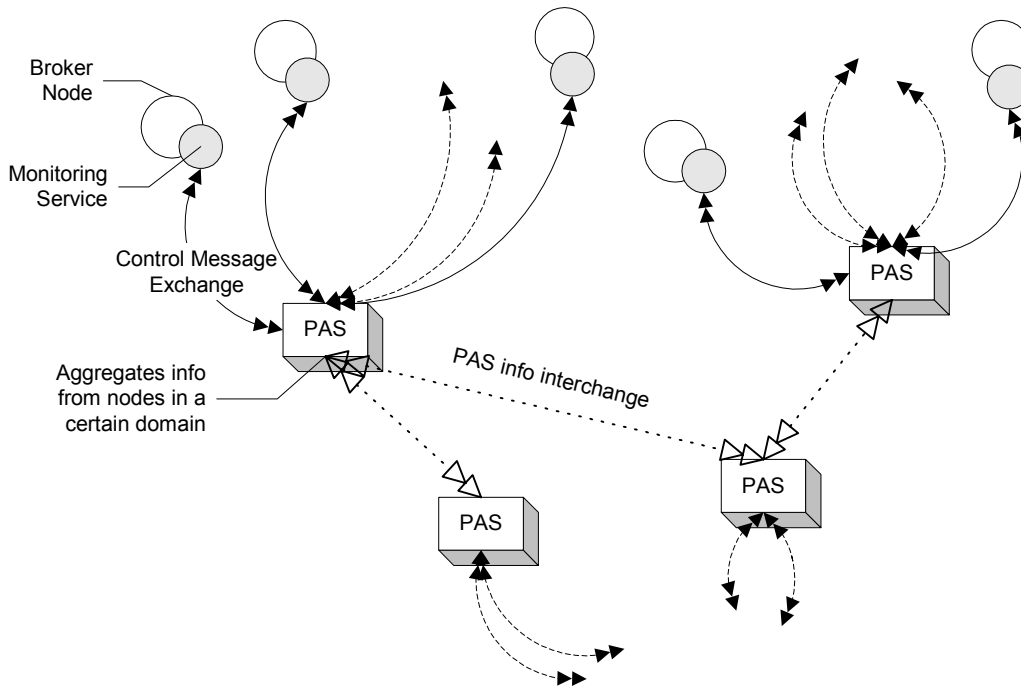 Broker
Node
Monitoring
Service
Control Message
Exchange
PAS
PAS
Aggregates info
from nodes in a
certain domain
PAS info interchange
PAS
PAS